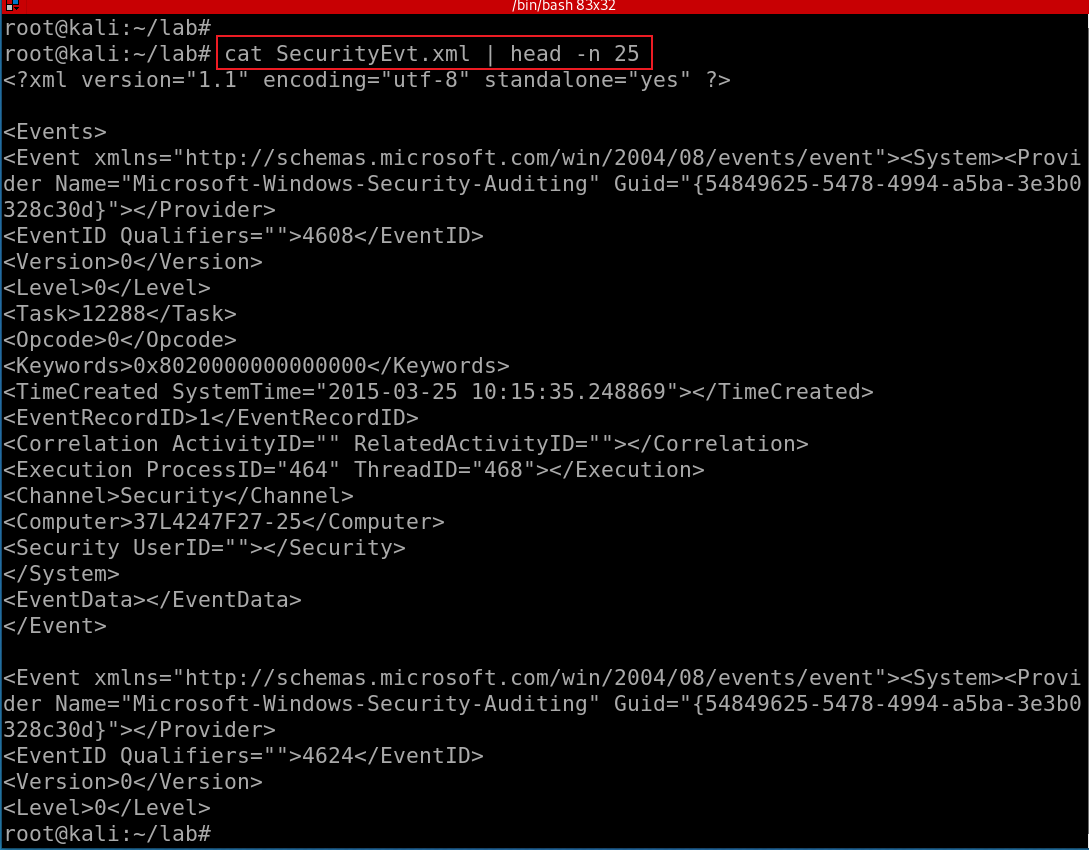 /bin/bash 83x32
root@kali:~/lab#
root@kali:~/lab# cat SecurityEvt.xml | head -n 25
<?xml version="1.1" encoding="utf-8" standalone="yes" ?>

<Events>
<Event xmlns="http://schemas.microsoft.com/win/2004/08/events/event"><System><Provi
der Name="Microsoft-Windows-Security-Auditing" Guid="{54849625-5478-4994-a5ba-3e3b0
328c30d}"></Provider>
<EventID Qualifiers="">4608</EventID>
<Version>0</Version>
<Level>0</Level>
<Task>12288</Task>
<Opcode>0</Opcode>
<Keywords>0x8020000000000000</Keywords>
<TimeCreated SystemTime="2015-03-25 10:15:35.248869"></TimeCreated>
<EventRecordID>1</EventRecordID>
<Correlation ActivityID="" RelatedActivityID=""></Correlation>
<Execution ProcessID="464" ThreadID="468"></Execution>
<Channel>Security</Channel>
<Computer>37L4247F27-25</Computer>
<Security UserID=""></Security>
</System>
<EventData></EventData>
</Event>

<Event xmlns="http://schemas.microsoft.com/win/2004/08/events/event"><System><Provi
der Name="Microsoft-Windows-Security-Auditing" Guid="{54849625-5478-4994-a5ba-3e3b0
328c30d}"></Provider>
<EventID Qualifiers="">4624</EventID>
<Version>0</Version>
<Level>0</Level>
root@kali:~/lab#